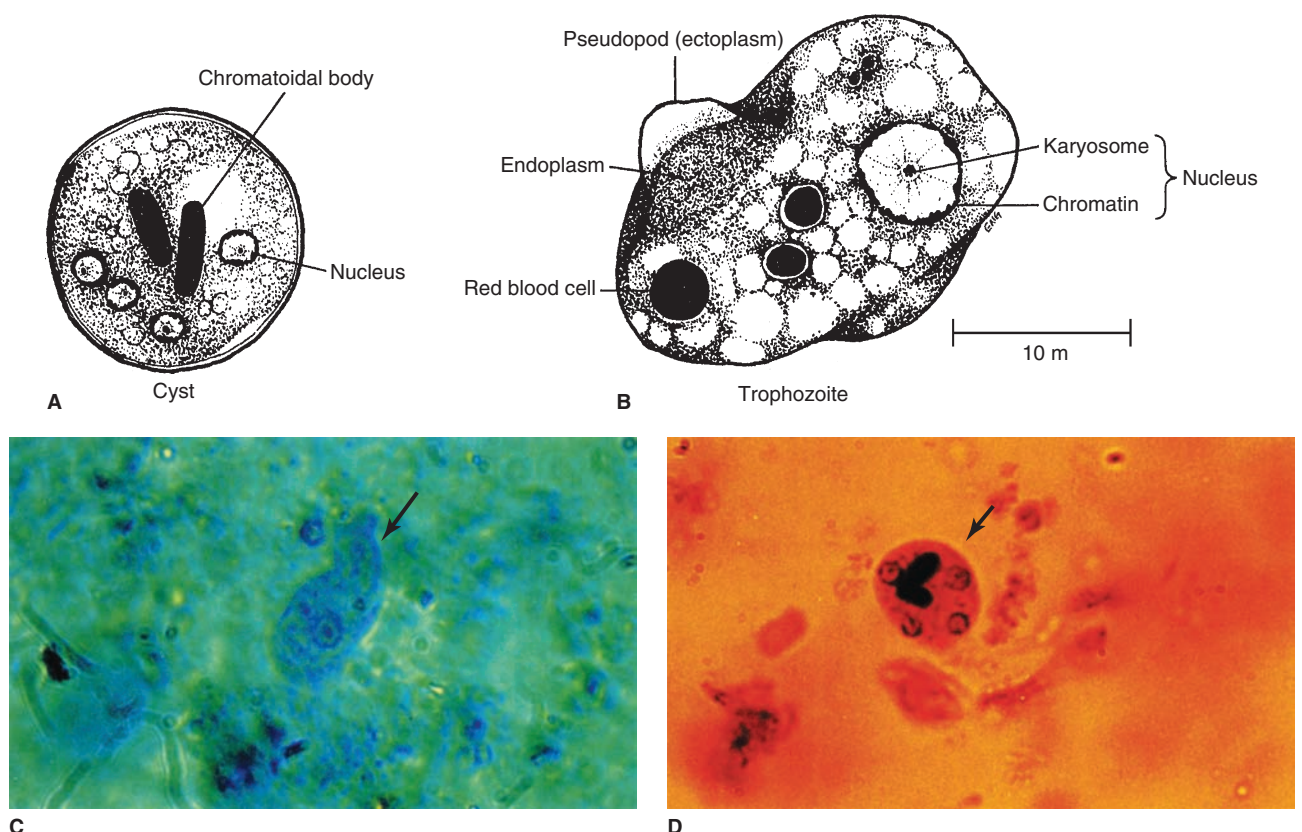 Chromatoidal body
Nucleus
Cyst
A
Pseudopod (ectoplasm)
Endoplasm
Red blood cell
Karyosome
Chromatin
Nucleus
10 m
Trophozoite
B
C
D